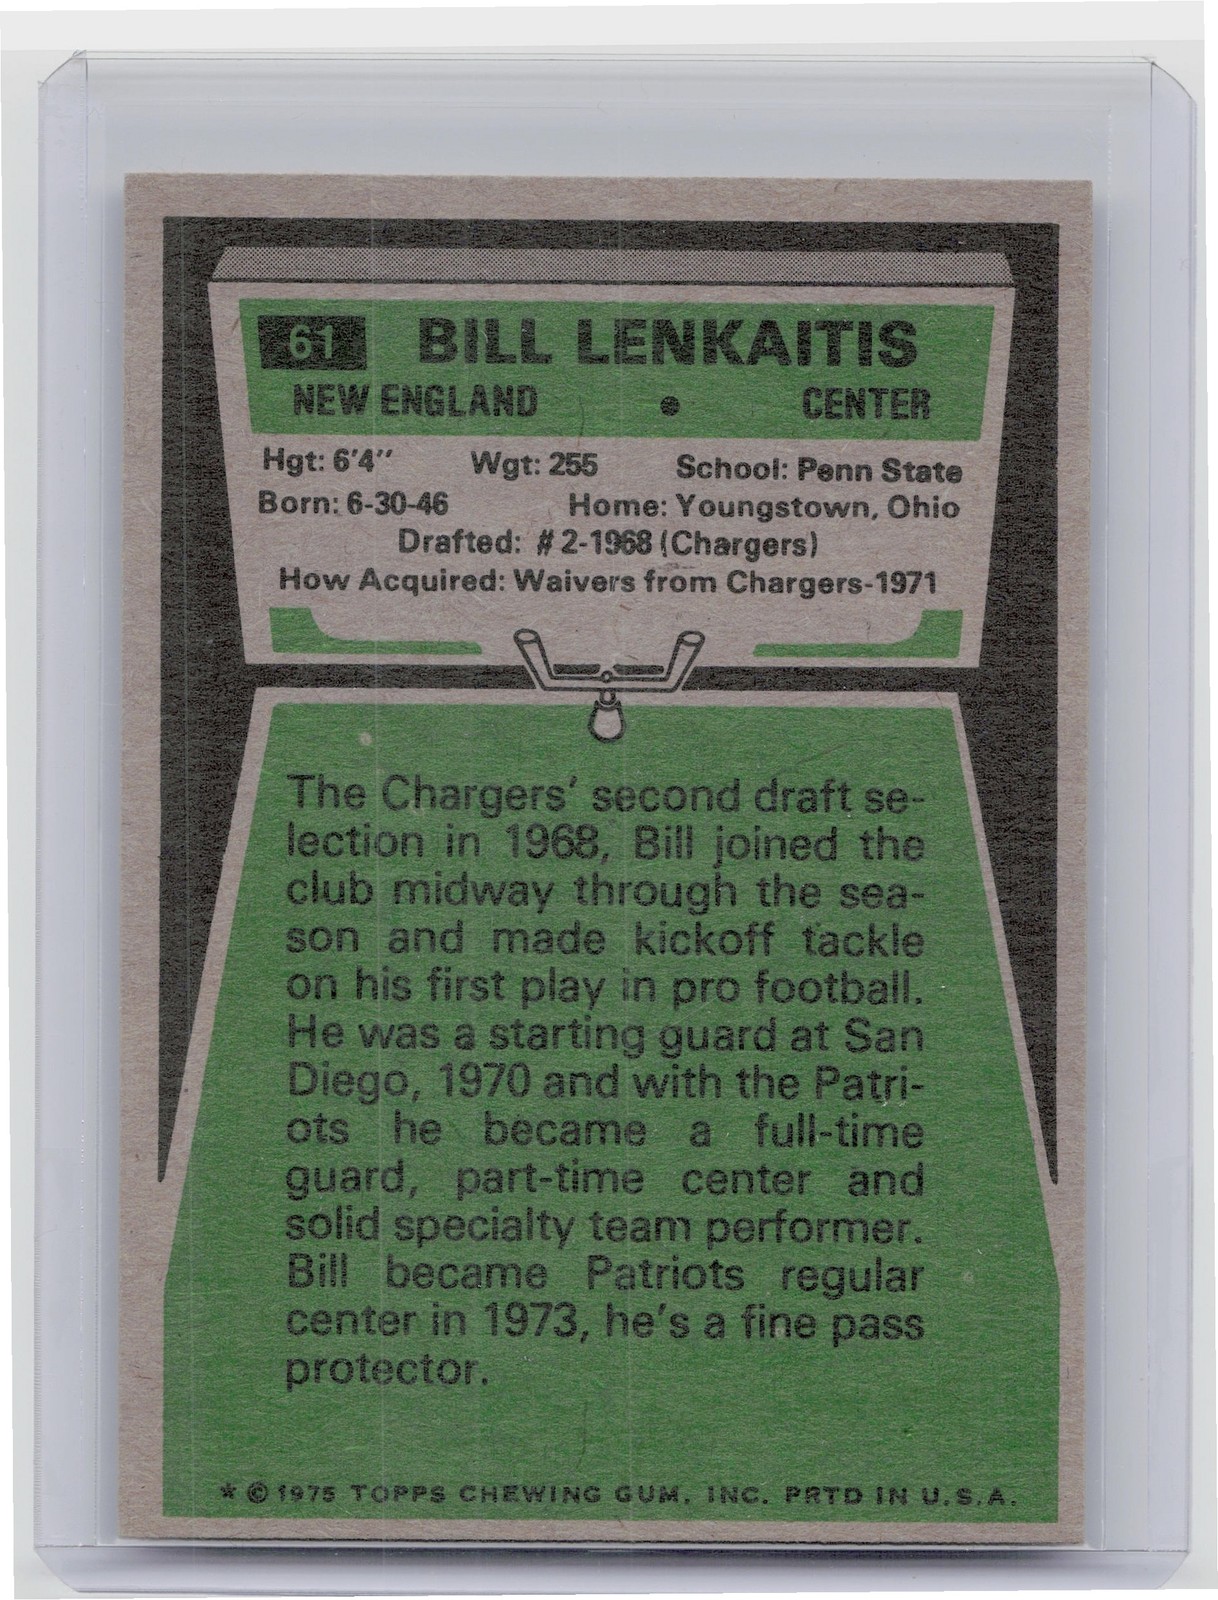 61 BILL LENKAITIS
NEW ENGLAND • CENTER
Hgt: 6'4" Wgt: 255 School: Penn State
Born: 6-30-46 Home: Youngstown, Ohio
Drafted: #2-1968 (Chargers)
How Acquired: Waivers from Chargers-1971
The Chargers' second draft se-
lection in 1968, Bill joined the
club midway through the sea-
son and made kickoff tackle
on his first play in pro football.
He was a starting guard at San
Diego, 1970 and with the Patri-
ots he became a full-time
guard, part-time center and
solid specialty team performer.
Bill became Patriots regular
center in 1973, he's a fine pass
protector.
* © 1975 TOPPS CHEWING GUM, INC. PRTD IN U.S.A.